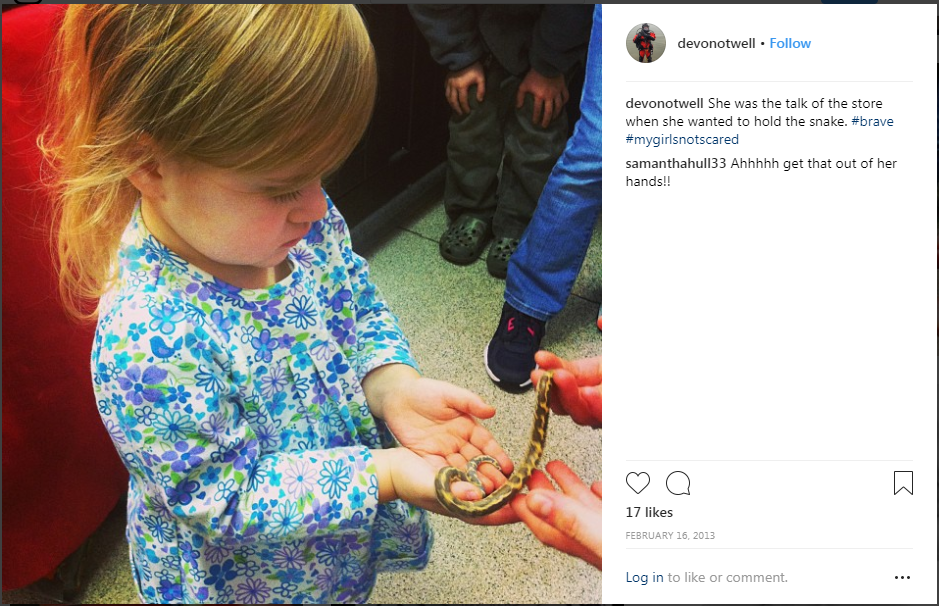 devonotwell • Follow
devonotwell She was the talk of the store
when she wanted to hold the snake. #brave
#mygirlsnotscared
samanthahull33 Ahhhhh get that out of her
hands!!
17 likes
FEBRUARY 16, 2013
Log in to like or comment.